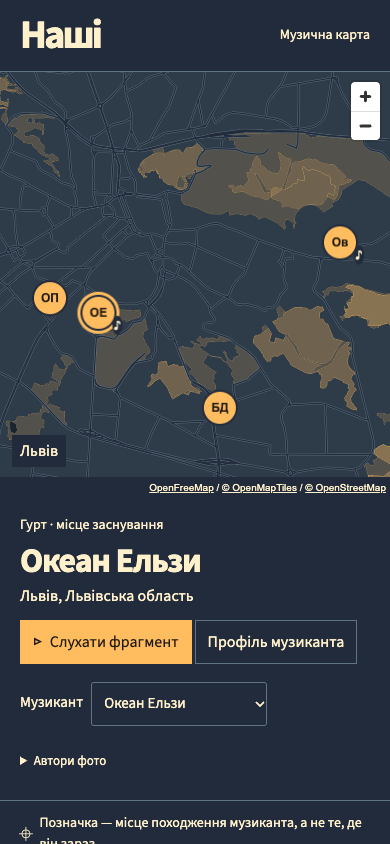 Наші
Музична карта
+
−
Ов
ОП
ОЕ
БД
Львів
OpenFreeMap / © OpenMapTiles / © OpenStreetMap
Гурт · місце заснування
Океан Ельзи
Львів, Львівська область
Слухати фрагмент
Профіль музиканта
Музикант
Океан Ельзи
Автори фото
Позначка — місце походження музиканта, а не те, де
він зараз